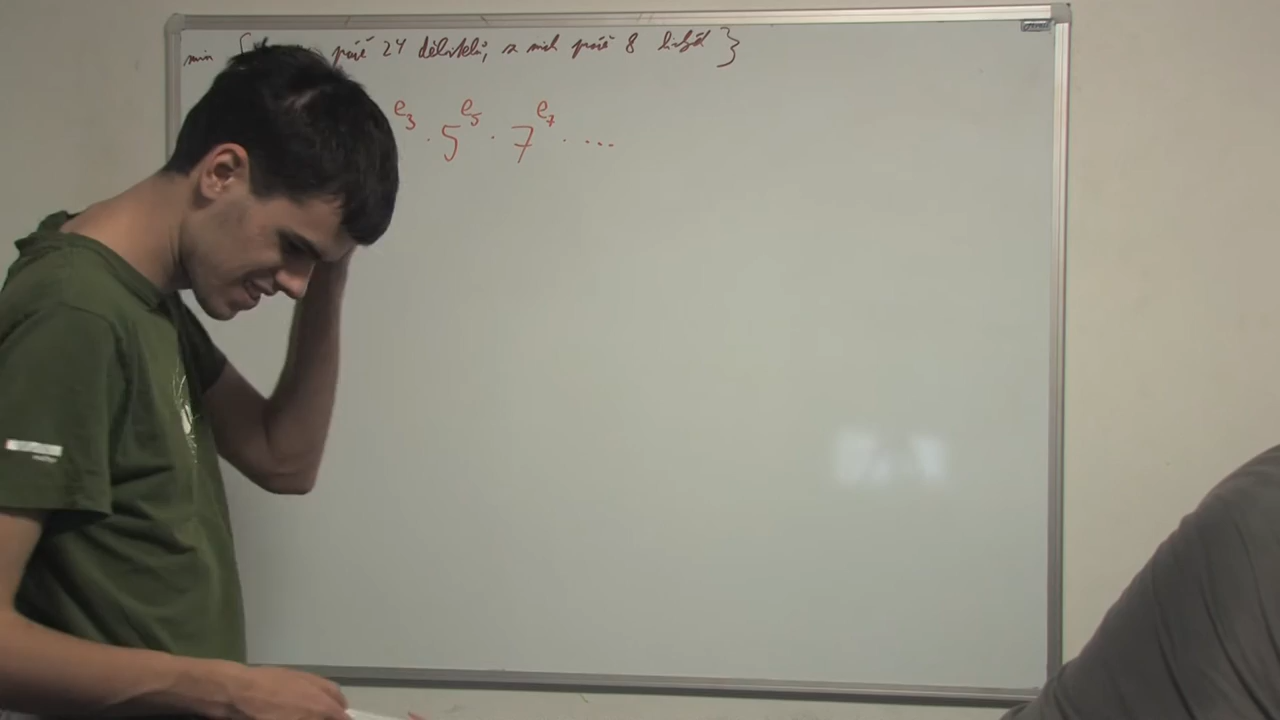 min { právě 24 dělitelů, z nich právě 8 lichých }
e₃ · 5^e₅ · 7^e₇ · ....